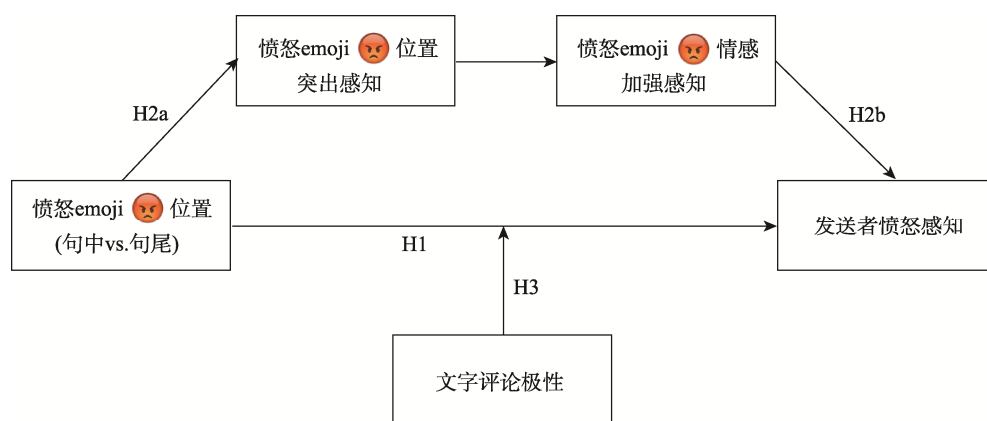 愤怒emoji 😡 位置
突出感知
愤怒emoji 😡 情感
加强感知
H2a
H2b
愤怒emoji 😡 位置
(句中vs.句尾)
H1
发送者愤怒感知
H3
文字评论极性